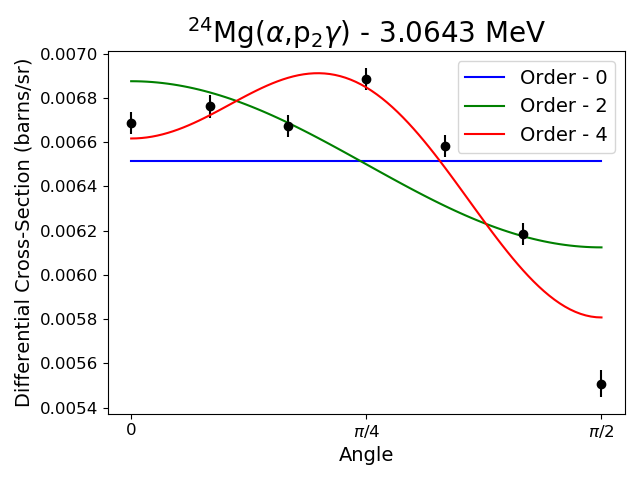 ²⁴Mg(α,p₂γ) - 3.0643 MeV
Differential Cross-Section (barns/sr)
0.0070
0.0068
0.0066
0.0064
0.0062
0.0060
0.0058
0.0056
0.0054
Order - 0
Order - 2
Order - 4
0 π/4 π/2
Angle